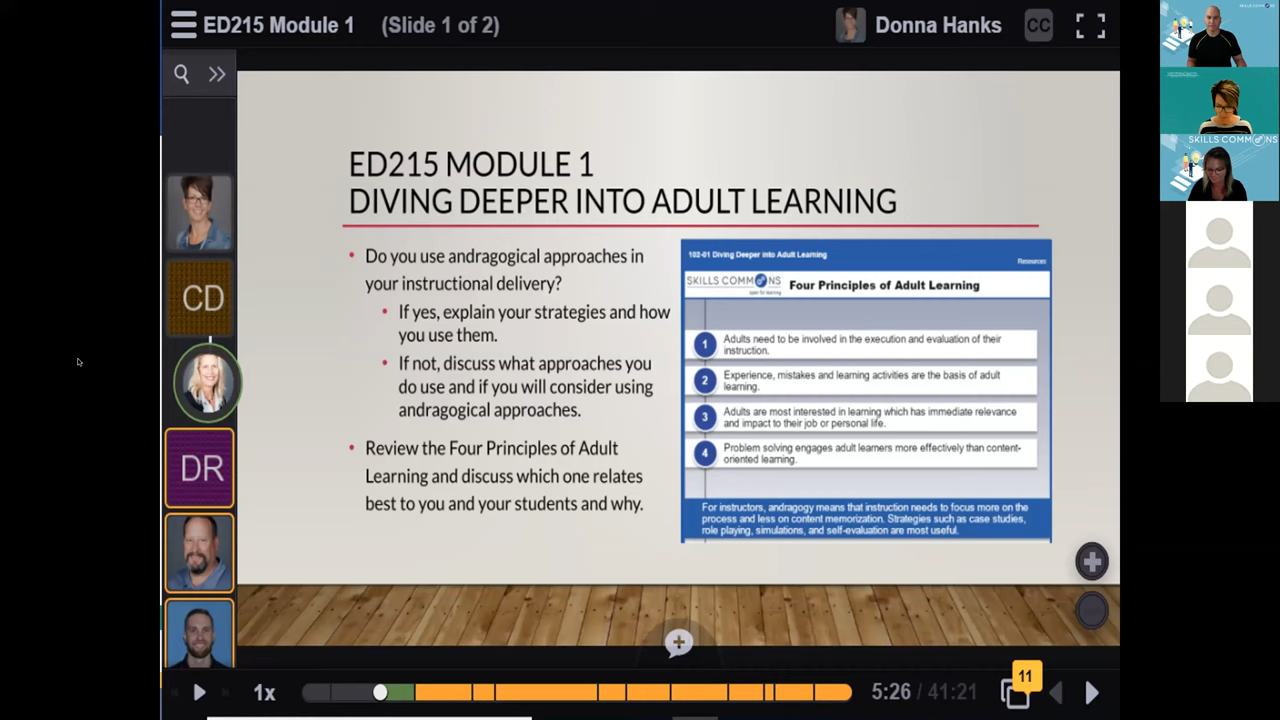 ED215 Module 1 (Slide 1 of 2)
Donna Hanks
CC
ED215 MODULE 1
DIVING DEEPER INTO ADULT LEARNING
• Do you use andragogical approaches in
your instructional delivery?
• If yes, explain your strategies and how
you use them.
• If not, discuss what approaches you
do use and if you will consider using
andragogical approaches.
• Review the Four Principles of Adult
Learning and discuss which one relates
best to you and your students and why.
102-01 Diving Deeper into Adult Learning
Resources
SKILLS COMMONS
open for learning
Four Principles of Adult Learning
1 Adults need to be involved in the execution and evaluation of their
instruction.
2 Experience, mistakes and learning activities are the basis of adult
learning.
3 Adults are most interested in learning which has immediate relevance
and impact to their job or personal life.
4 Problem solving engages adult learners more effectively than content-
oriented learning.
For instructors, andragogy means that instruction needs to focus more on the
process and less on content memorization. Strategies such as case studies,
role playing, simulations, and self-evaluation are most useful.
CD
DR
1x
5:26 / 41:21
11
SKILLS COMMONS